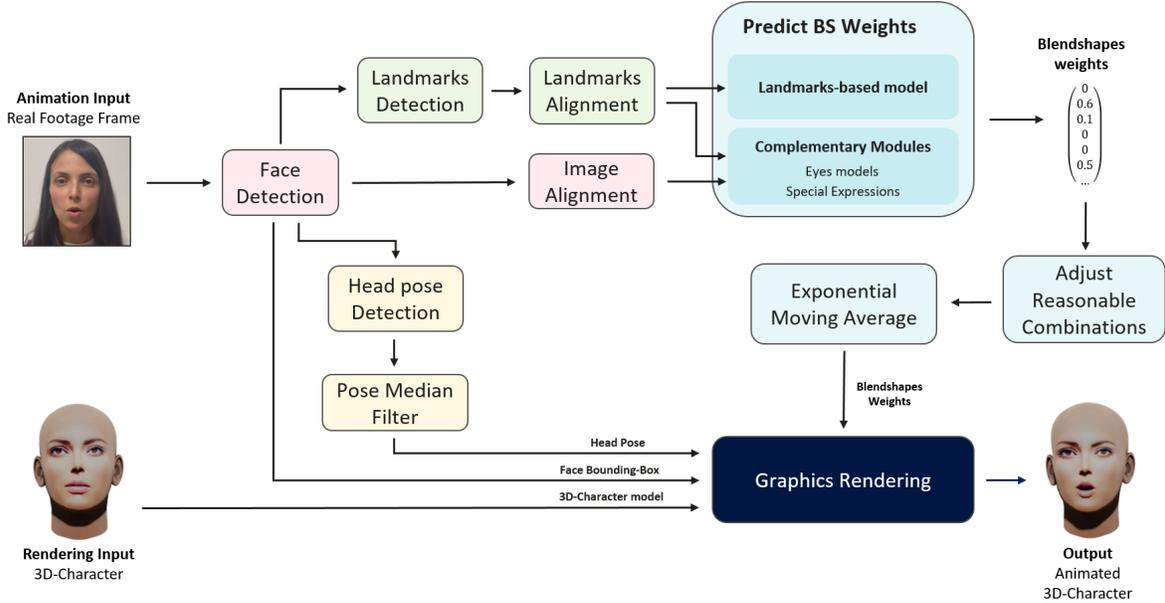 Predict BS Weights
Landmarks-based model
Complementary Modules
Eyes models
Special Expressions
Blendshapes
weights
0
0.6
0.1
0
0
0.5
...
Landmarks
Detection
Landmarks
Alignment
Animation Input
Real Footage Frame
Face
Detection
Image
Alignment
Head pose
Detection
Pose Median
Filter
Exponential
Moving Average
Adjust
Reasonable
Combinations
Blendshapes
Weights
Head Pose
Face Bounding-Box
3D-Character model
Graphics Rendering
Rendering Input
3D-Character
Output
Animated
3D-Character